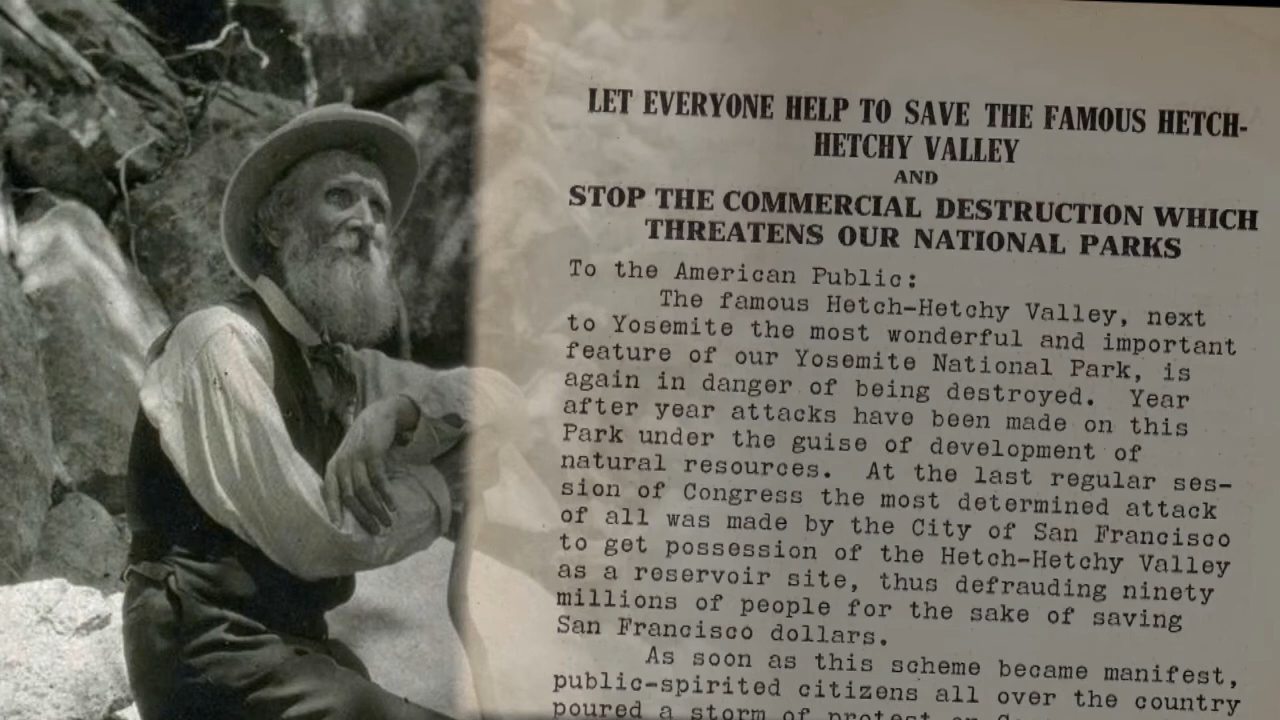 LET EVERYONE HELP TO SAVE THE FAMOUS HETCH-
HETCHY VALLEY
AND
STOP THE COMMERCIAL DESTRUCTION WHICH
THREATENS OUR NATIONAL PARKS
To the American Public:
The famous Hetch-Hetchy Valley, next
to Yosemite the most wonderful and important
feature of our Yosemite National Park, is
again in danger of being destroyed. Year
after year attacks have been made on this
Park under the guise of development of
natural resources. At the last regular ses-
sion of Congress the most determined attack
of all was made by the City of San Francisco
to get possession of the Hetch-Hetchy Valley
as a reservoir site, thus defrauding ninety
millions of people for the sake of saving
San Francisco dollars.
As soon as this scheme became manifest,
public-spirited citizens all over the country
poured a storm of protest on